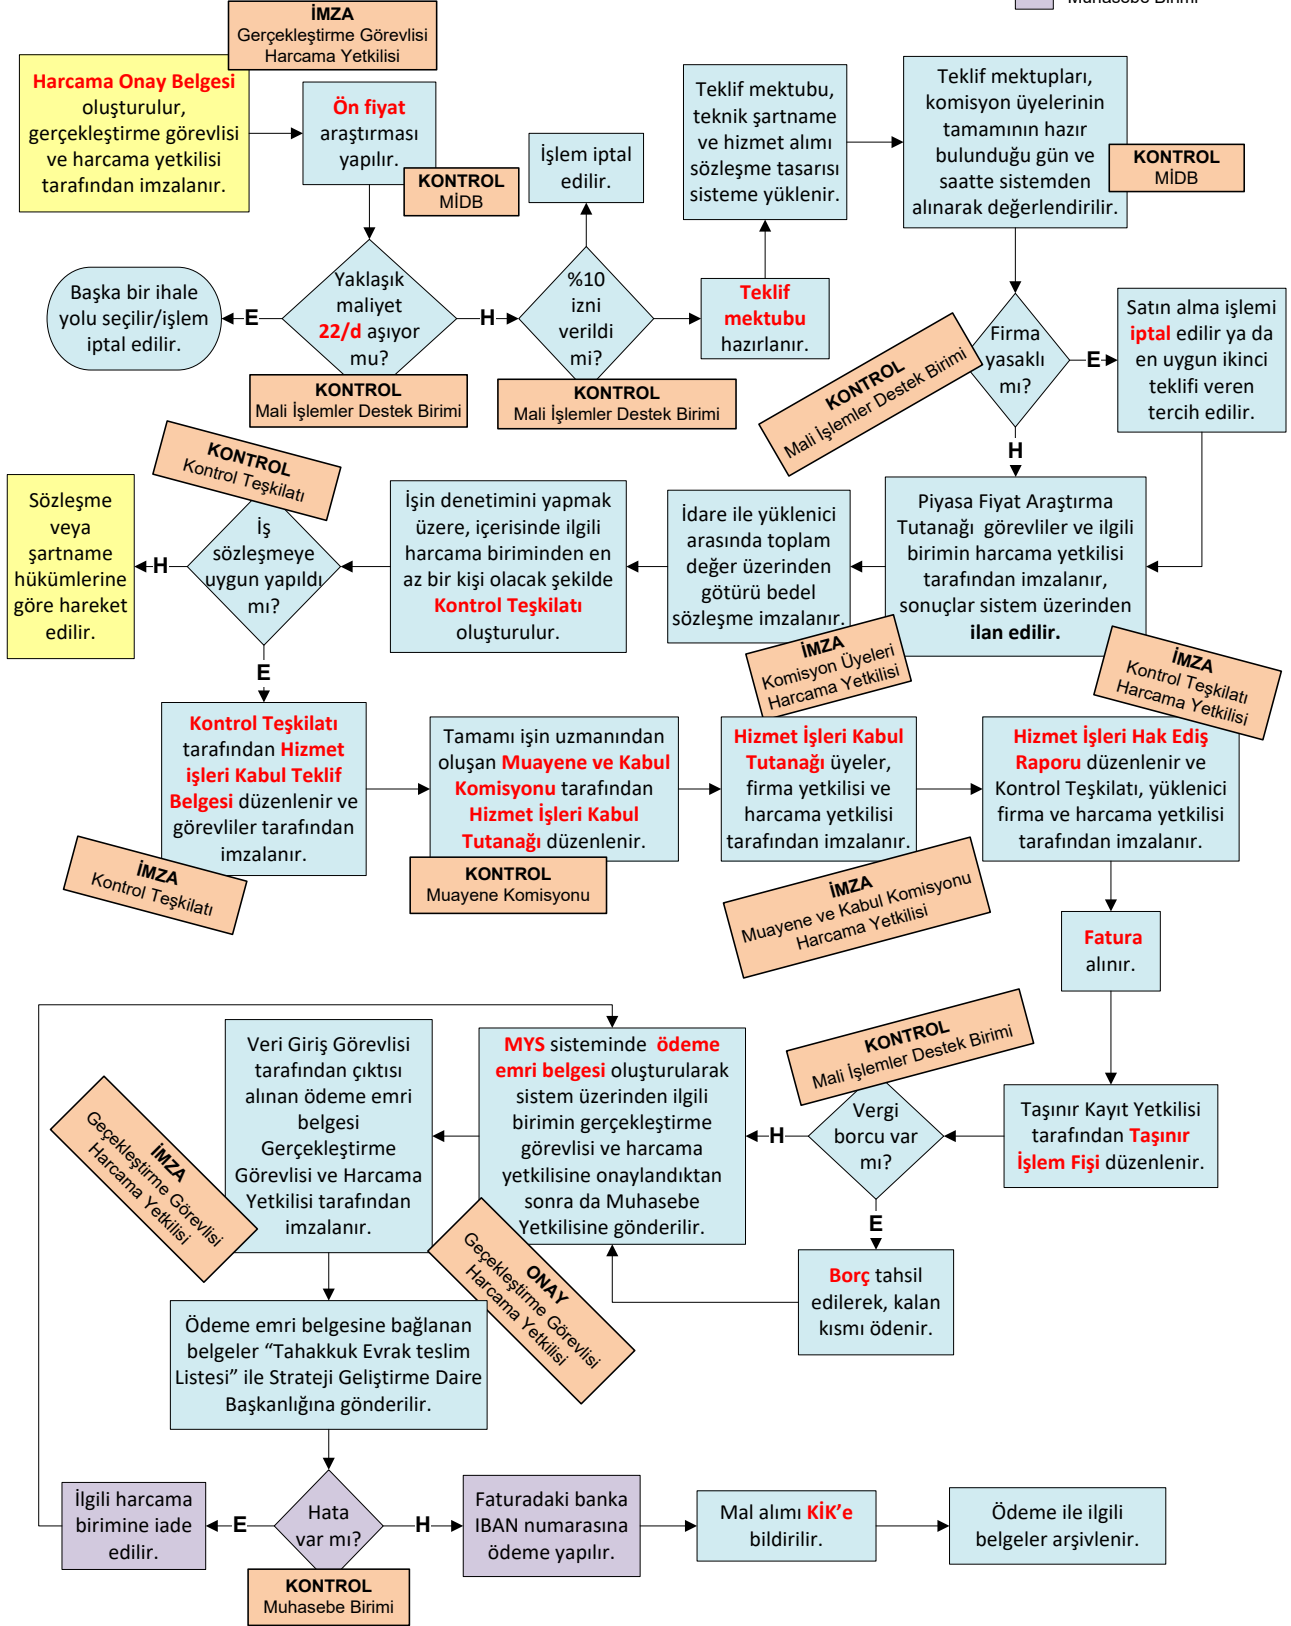 Muhasebe Birimi
İMZA
Gerçekleştirme Görevlisi
Harcama Yetkilisi
Harcama Onay Belgesi
oluşturulur,
gerçekleştirme görevlisi
ve harcama yetkilisi
tarafından imzalanır.
Ön fiyat
araştırması
yapılır.
KONTROL
MİDB
İşlem iptal
edilir.
Teklif mektubu,
teknik şartname
ve hizmet alımı
sözleşme tasarısı
sisteme yüklenir.
Teklif mektupları,
komisyon üyelerinin
tamamının hazır
bulunduğu gün ve
saatte sistemden
alınarak değerlendirilir.
KONTROL
MİDB
Başka bir ihale
yolu seçilir/işlem
iptal edilir.
E
Yaklaşık
maliyet
22/d aşıyor
mu?
H
KONTROL
Mali İşlemler Destek Birimi
%10
izni
verildi
mi?
KONTROL
Mali İşlemler Destek Birimi
Teklif
mektubu
hazırlanır.
KONTROL
Mali İşlemler Destek Birimi
Firma
yasaklı
mı?
E
H
Satın alma işlemi
iptal edilir ya da
en uygun ikinci
teklifi veren
tercih edilir.
Piyasa Fiyat Araştırma
Tutanağı  görevliler ve ilgili
birimin harcama yetkilisi
tarafından imzalanır,
sonuçlar sistem üzerinden
ilan edilir.
İdare ile yüklenici
arasında toplam
değer üzerinden
götürü bedel
sözleşme imzalanır.
İMZA
Komisyon Üyeleri
Harcama Yetkilisi
İşin denetimini yapmak
üzere, içerisinde ilgili
harcama biriminden en
az bir kişi olacak şekilde
Kontrol Teşkilatı
oluşturulur.
KONTROL
Kontrol Teşkilatı
İş
sözleşmeye
uygun yapıldı
mı?
H
E
Sözleşme
veya
şartname
hükümlerine
göre hareket
edilir.
Kontrol Teşkilatı
tarafından Hizmet
işleri Kabul Teklif
Belgesi düzenlenir ve
görevliler tarafından
imzalanır.
İMZA
Kontrol Teşkilatı
Tamamı işin uzmanından
oluşan Muayene ve Kabul
Komisyonu tarafından
Hizmet İşleri Kabul
Tutanağı düzenlenir.
KONTROL
Muayene Komisyonu
Hizmet İşleri Kabul
Tutanağı üyeler,
firma yetkilisi ve
harcama yetkilisi
tarafından imzalanır.
İMZA
Muayene ve Kabul Komisyonu
Harcama Yetkilisi
İMZA
Kontrol Teşkilatı
Harcama Yetkilisi
Hizmet İşleri Hak Ediş
Raporu düzenlenir ve
Kontrol Teşkilatı, yüklenici
firma ve harcama yetkilisi
tarafından imzalanır.
Fatura
alınır.
Taşınır Kayıt Yetkilisi
tarafından Taşınır
İşlem Fişi düzenlenir.
KONTROL
Mali İşlemler Destek Birimi
Vergi
borcu var
mı?
H
E
Borç tahsil
edilerek, kalan
kısmı ödenir.
MYS sisteminde  ödeme
emri belgesi oluşturularak
sistem üzerinden ilgili
birimin gerçekleştirme
görevlisi ve harcama
yetkilisine onaylandıktan
sonra da Muhasebe
Yetkilisine gönderilir.
ONAY
Geçekleştirme Görevlisi
Harcama Yetkilisi
Veri Giriş Görevlisi
tarafından çıktısı
alınan ödeme emri
belgesi
Gerçekleştirme
Görevlisi ve Harcama
Yetkilisi tarafından
imzalanır.
İMZA
Geçekleştirme Görevlisi
Harcama Yetkilisi
Ödeme emri belgesine bağlanan
belgeler “Tahakkuk Evrak teslim
Listesi” ile Strateji Geliştirme Daire
Başkanlığına gönderilir.
İlgili harcama
birimine iade
edilir.
E
Hata
var mı?
H
KONTROL
Muhasebe Birimi
Faturadaki banka
IBAN numarasına
ödeme yapılır.
Mal alımı KİK’e
bildirilir.
Ödeme ile ilgili
belgeler arşivlenir.